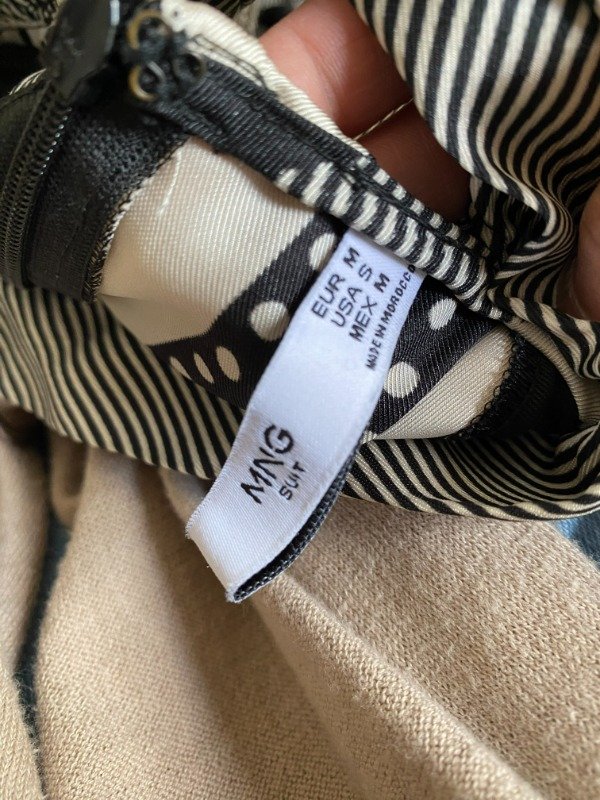 EUR M
USA S
MEX M
MADE IN MOROCCO
MNG
SUIT